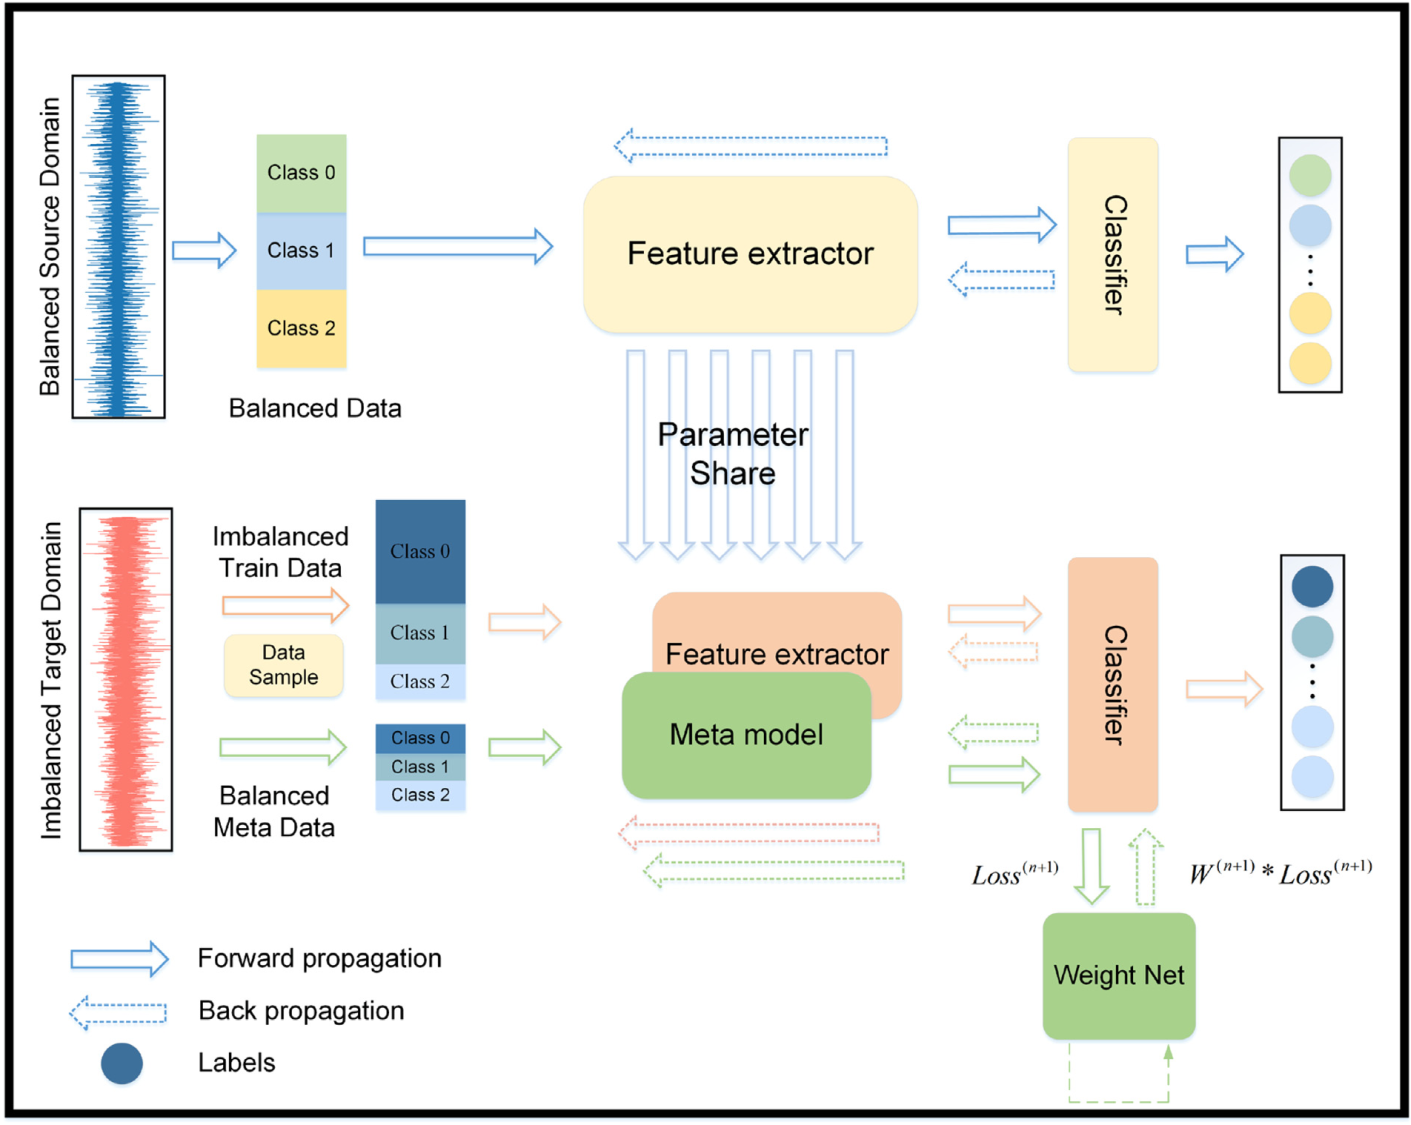 Balanced Source Domain
Class 0
Class 1
Class 2
Balanced Data
Feature extractor
Classifier
Parameter
Share
Imbalanced Target Domain
Imbalanced
Train Data
Data
Sample
Balanced
Meta Data
Class 0
Class 1
Class 2
Class 0
Class 1
Class 2
Feature extractor
Meta model
Classifier
Loss^(n+1)
W^(n+1) * Loss^(n+1)
Weight Net
Forward propagation
Back propagation
Labels